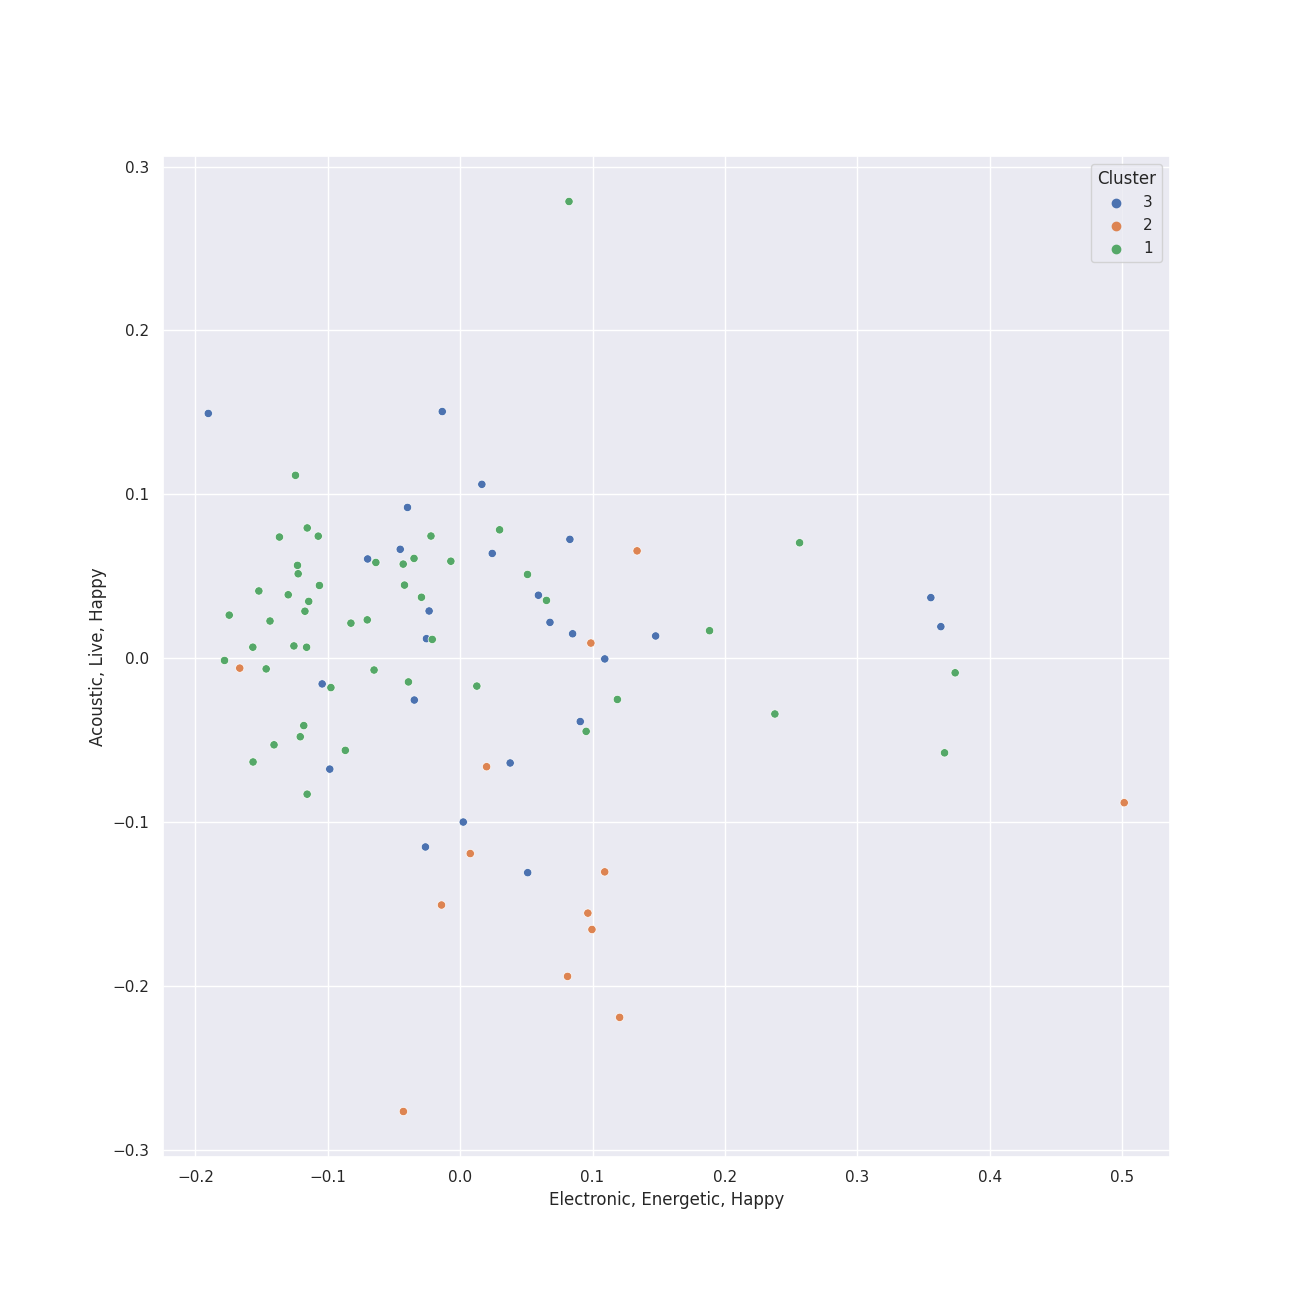 Cluster
3
2
1
0.3
0.2
0.1
0.0
−0.1
−0.2
−0.3
Acoustic, Live, Happy
−0.2 −0.1 0.0 0.1 0.2 0.3 0.4 0.5
Electronic, Energetic, Happy